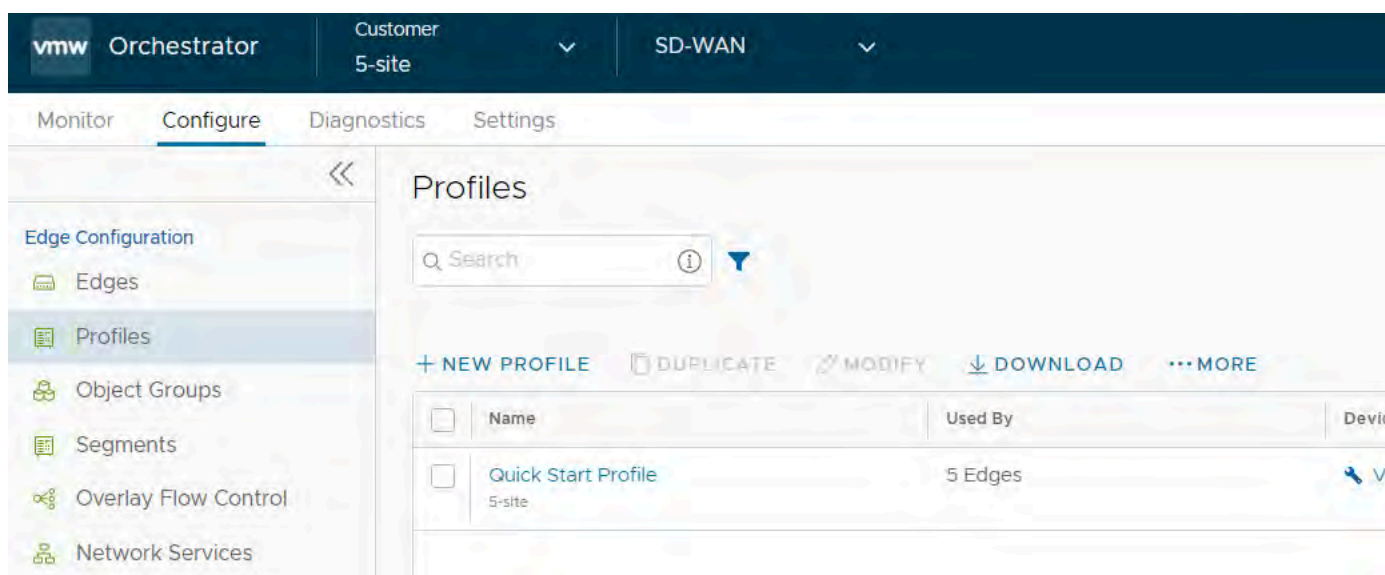 vmw Orchestrator
Customer
5-site
SD-WAN
Monitor Configure Diagnostics Settings
Profiles
Edge Configuration
Search
Edges
Profiles
+ NEW PROFILE DUPLICATE MODIFY DOWNLOAD ...MORE
Object Groups
Name Used By Devic
Segments
Quick Start Profile 5 Edges V
5-site
Overlay Flow Control
Network Services